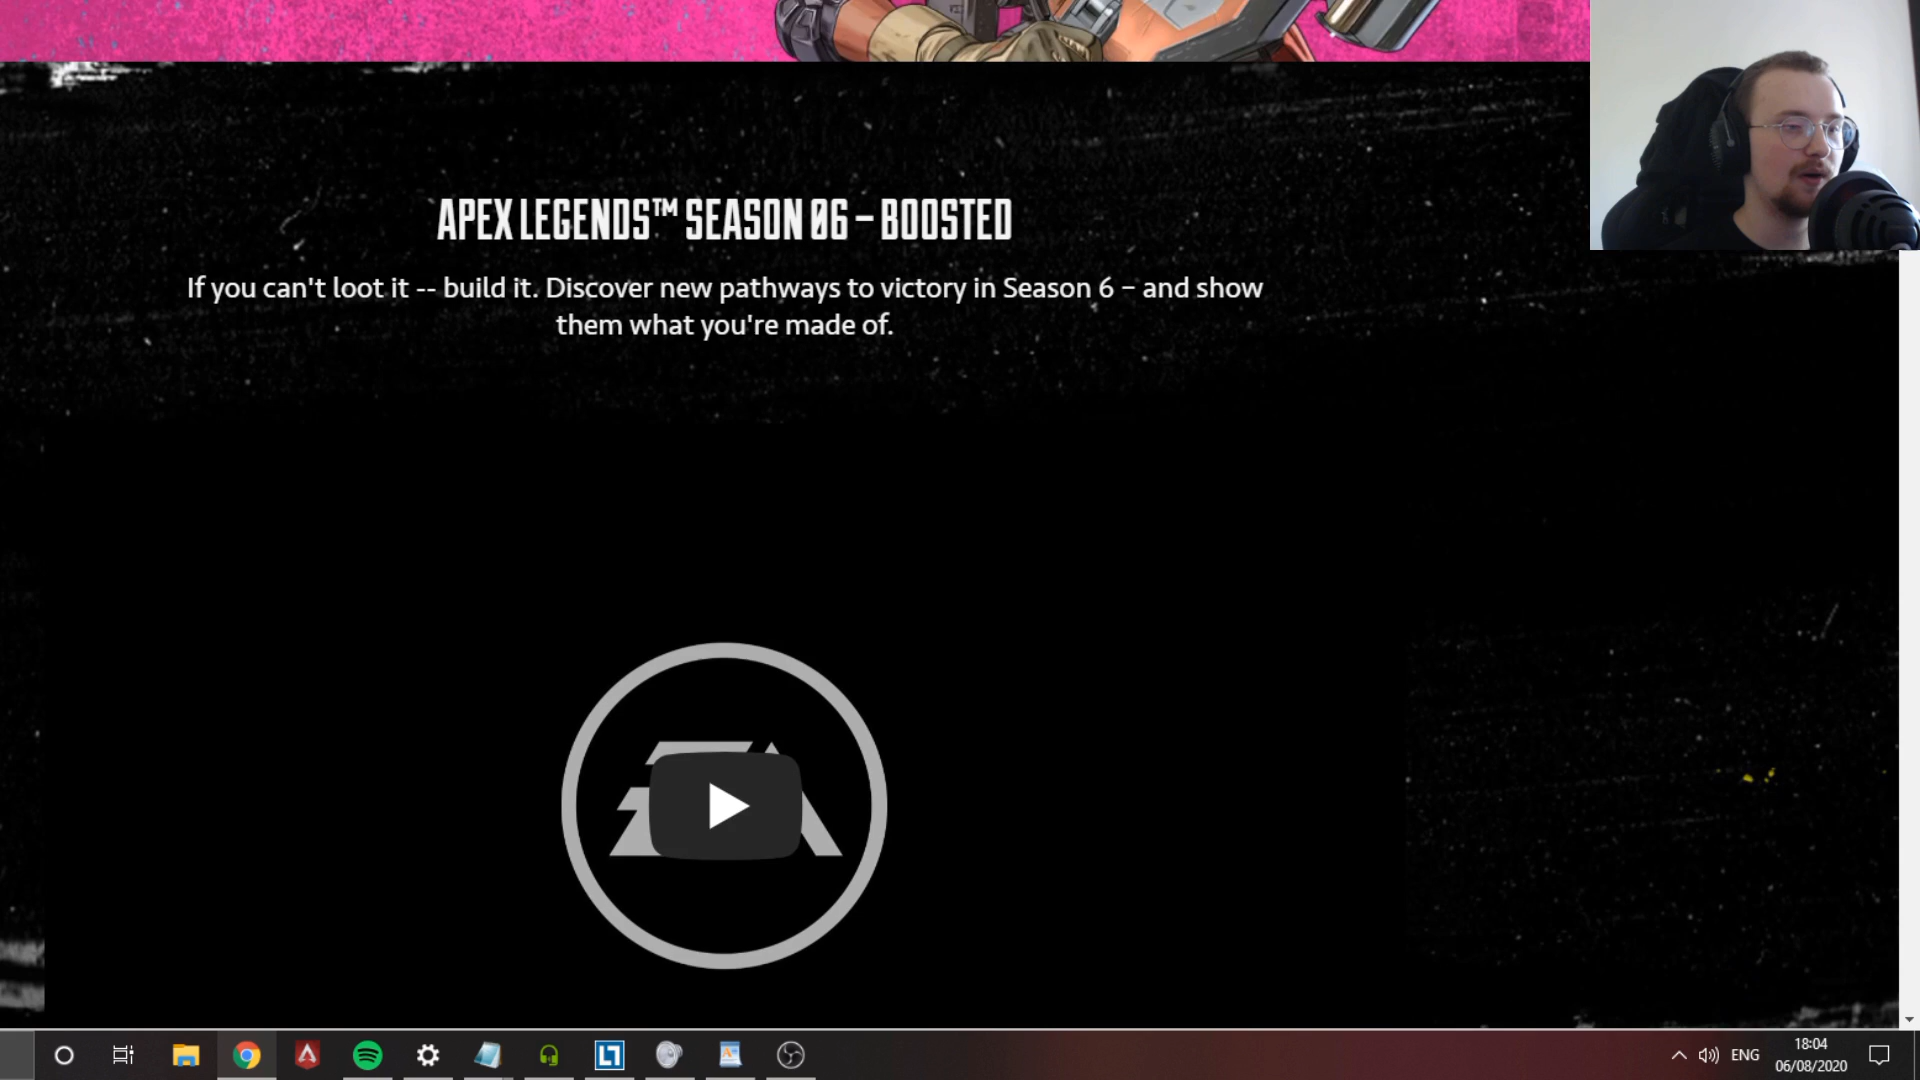 APEX LEGENDS™ SEASON 06 – BOOSTED
If you can't loot it -- build it. Discover new pathways to victory in Season 6 – and show
them what you're made of.
EA
ENG
18:04
06/08/2020